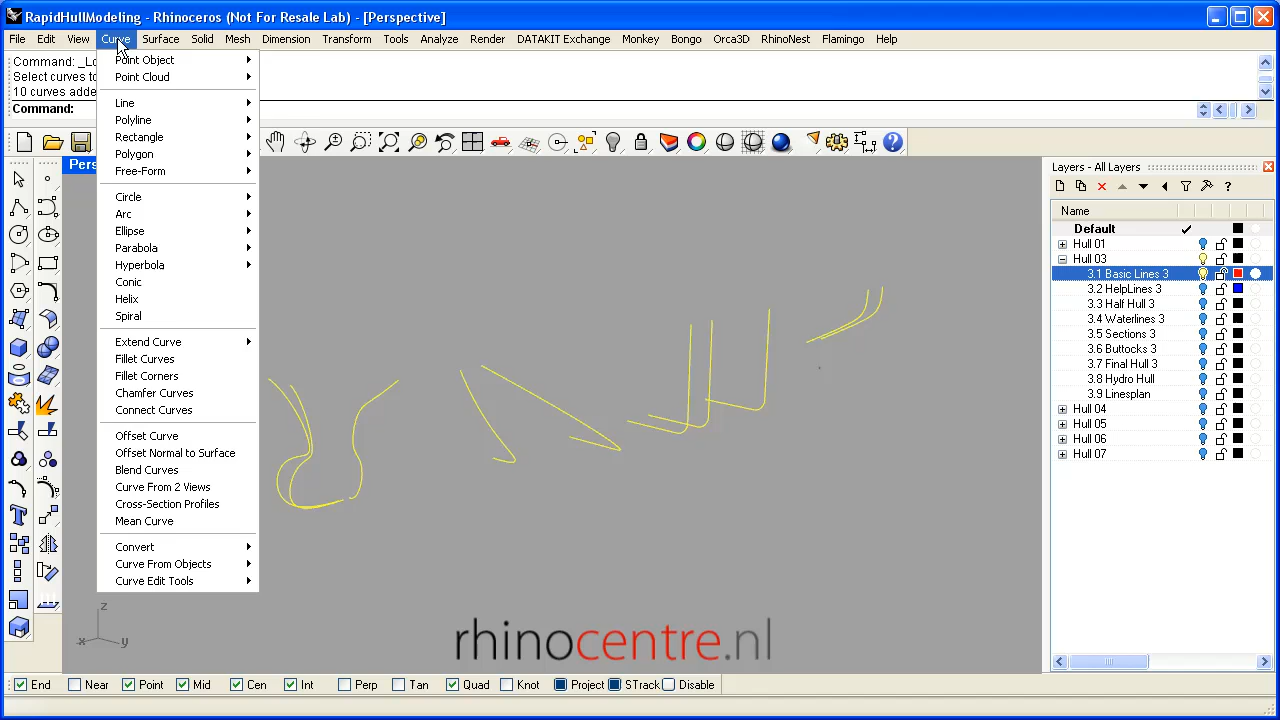 RapidHullModeling - Rhinoceros (Not For Resale Lab) - [Perspective]
File Edit View Curve Surface Solid Mesh Dimension Transform Tools Analyze Render DATAKIT Exchange Monkey Bongo Orca3D RhinoNest Flamingo Help
Command: _Lo
Select curves to
10 curves adde
Command:
Pers
Point Object
Point Cloud
Line
Polyline
Rectangle
Polygon
Free-Form
Circle
Arc
Ellipse
Parabola
Hyperbola
Conic
Helix
Spiral
Extend Curve
Fillet Curves
Fillet Corners
Chamfer Curves
Connect Curves
Offset Curve
Offset Normal to Surface
Blend Curves
Curve From 2 Views
Cross-Section Profiles
Mean Curve
Convert
Curve From Objects
Curve Edit Tools
Layers - All Layers
Name
Default
Hull 01
Hull 03
3.1 Basic Lines 3
3.2 HelpLines 3
3.3 Half Hull 3
3.4 Waterlines 3
3.5 Sections 3
3.6 Buttocks 3
3.7 Final Hull 3
3.8 Hydro Hull
3.9 Linesplan
Hull 04
Hull 05
Hull 06
Hull 07
z
x y
rhinocentre.nl
End Near Point Mid Cen Int Perp Tan Quad Knot Project STrack Disable